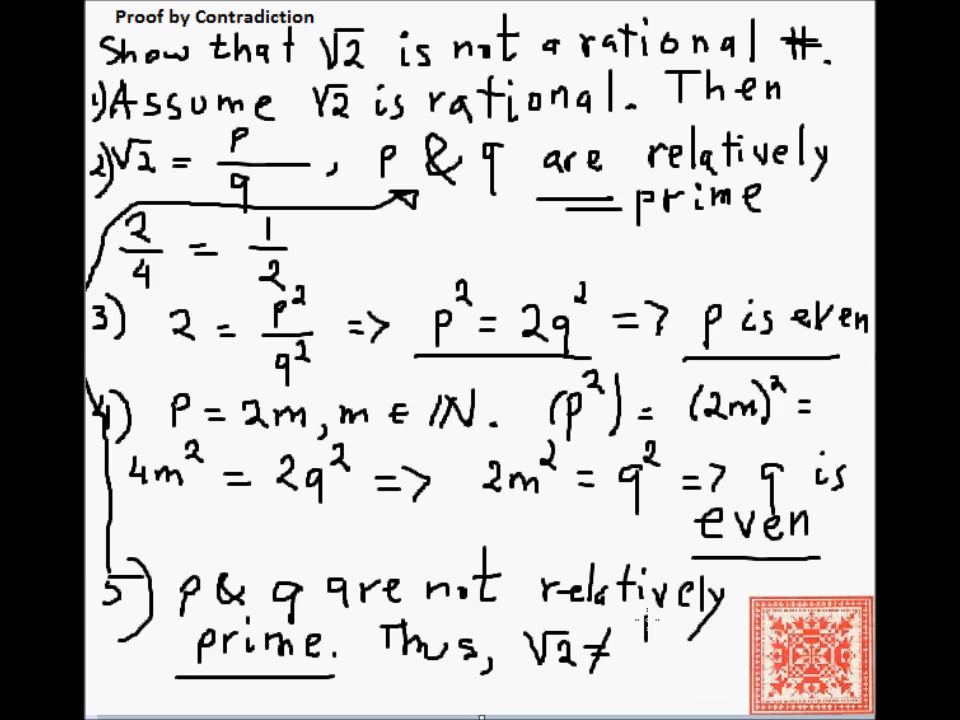 Proof by Contradiction
Show that √2 is not a rational #.
1) Assume √2 is rational. Then
2) √2 = p/q, p & q are relatively
prime
2/4 = 1/2
3) 2 = p²/q² => p² = 2q² => p is even
4) p = 2m, m ∈ ℕ. (p²) = (2m)² =
4m² = 2q² => 2m² = q² => q is
even
5) p & q are not relatively
prime. Thus, √2 ≠